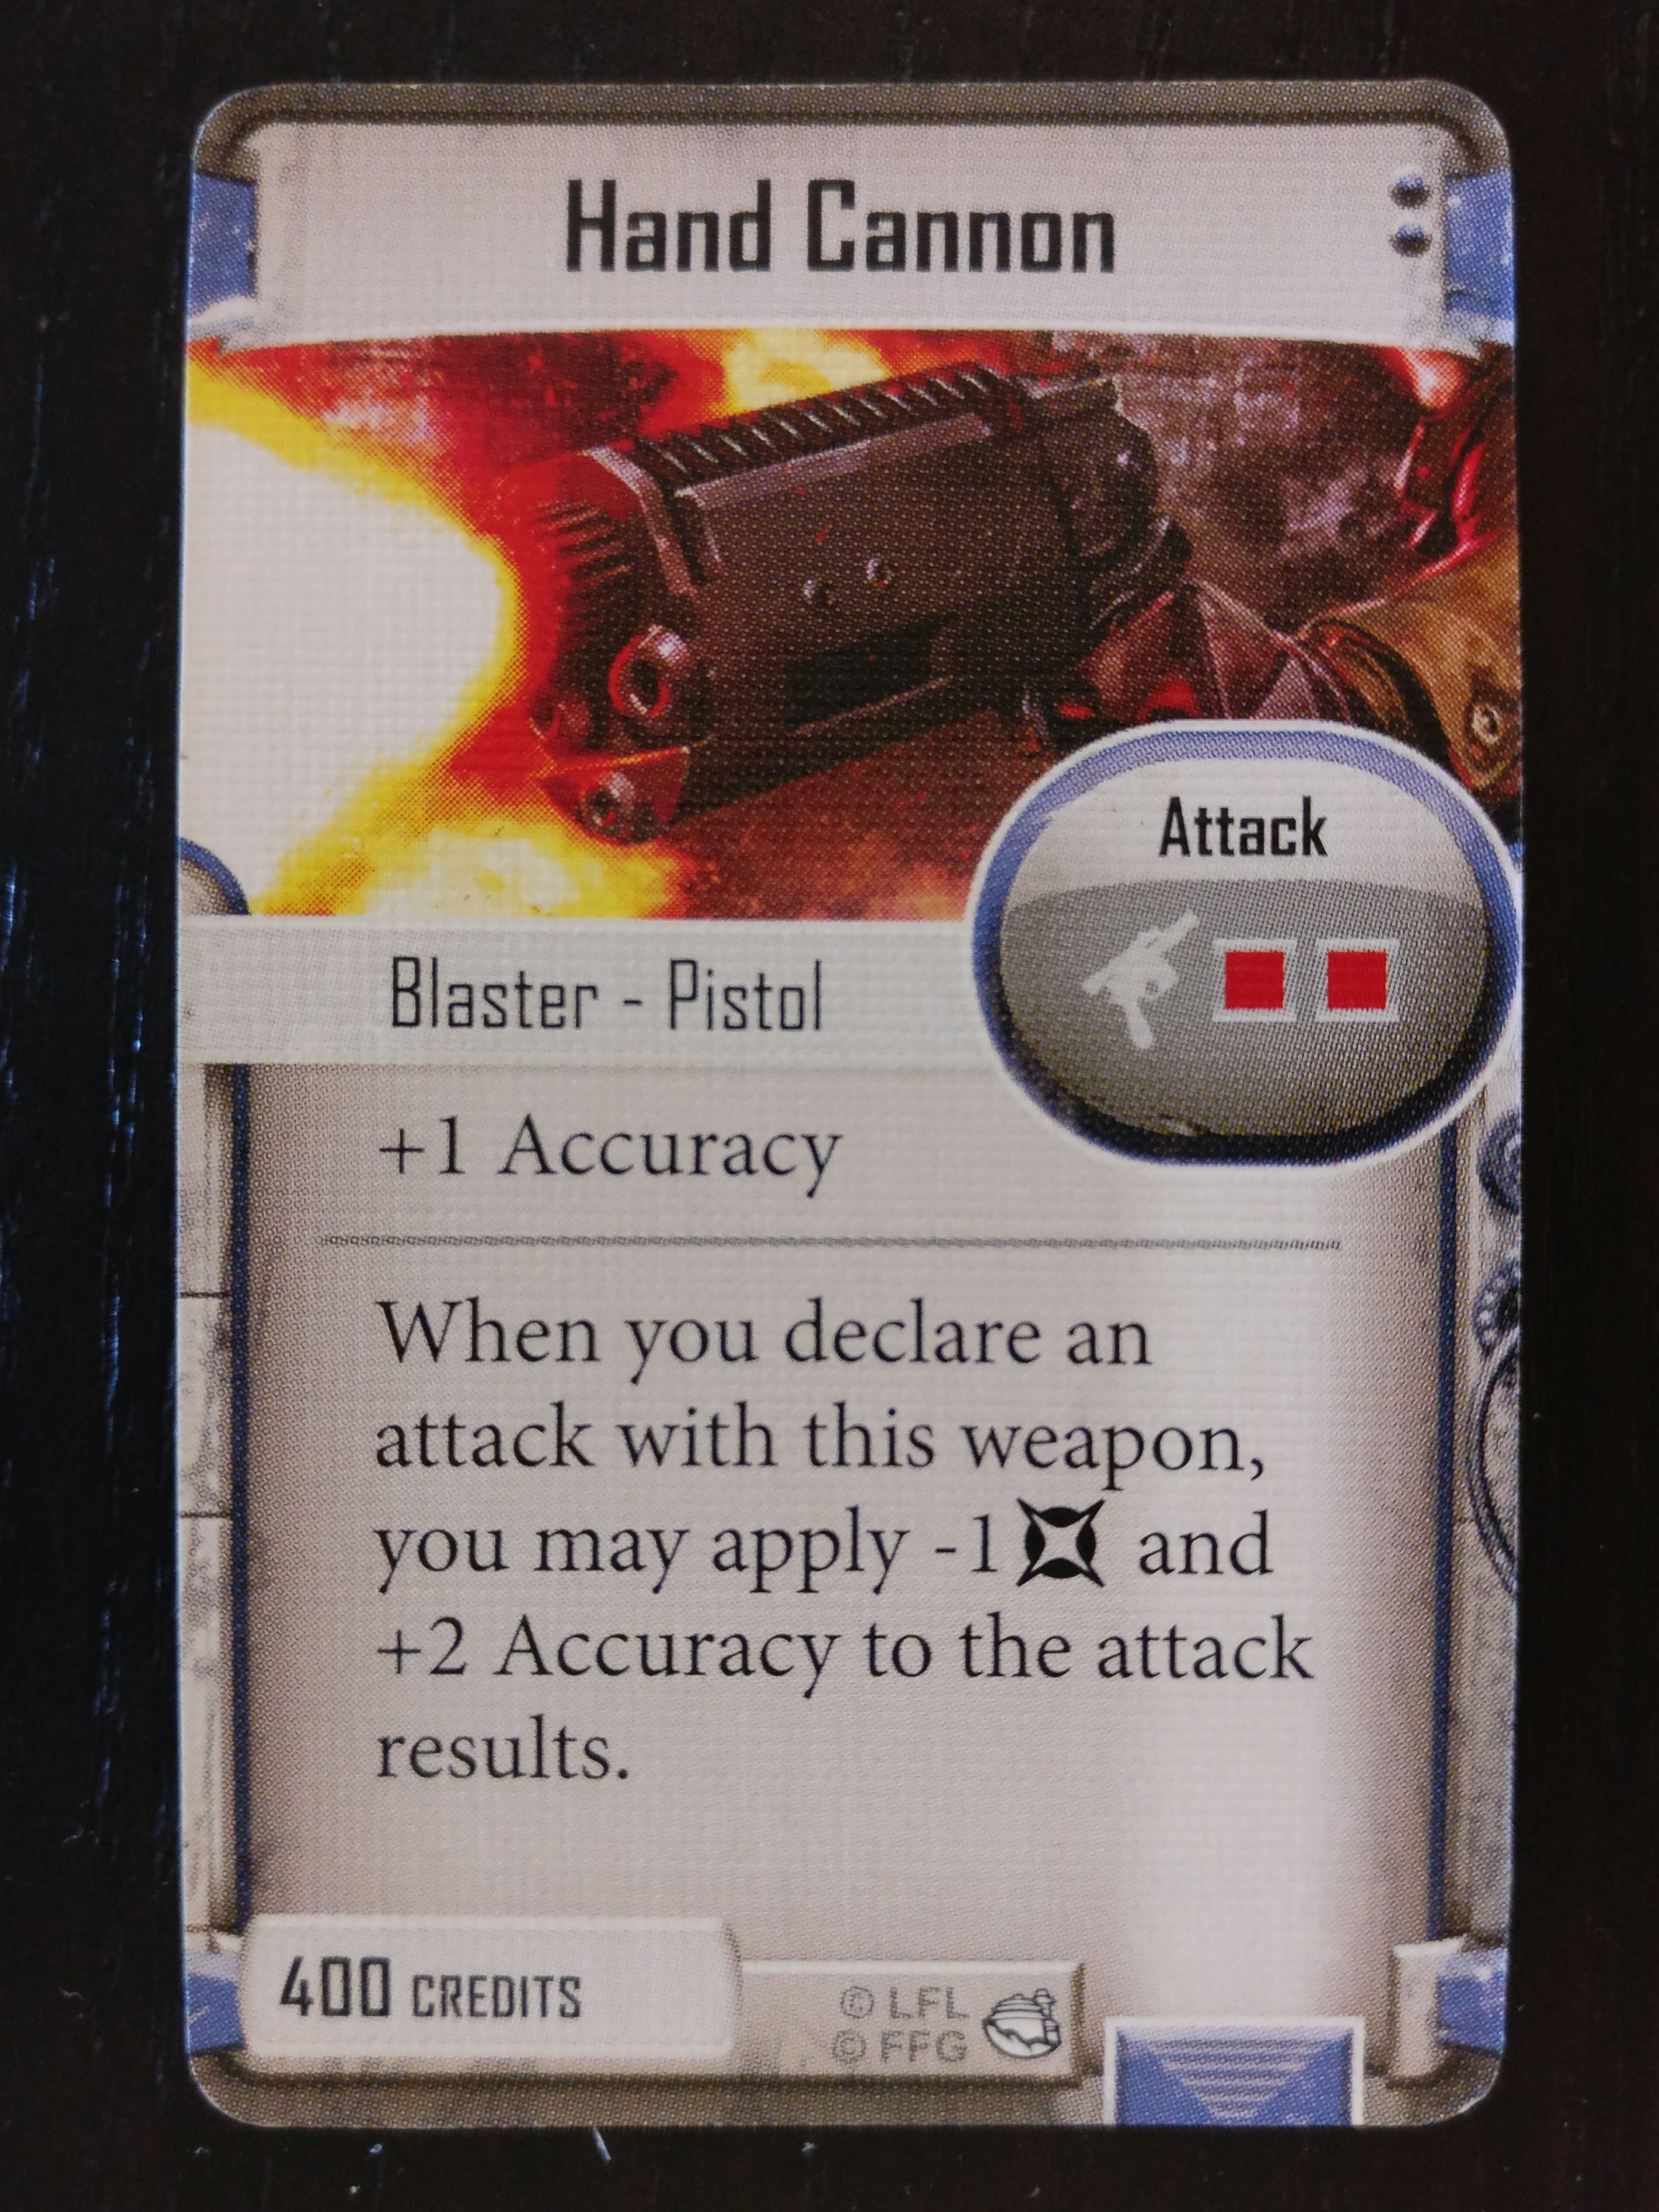 Hand Cannon
Attack
Blaster - Pistol
+1 Accuracy
When you declare an
attack with this weapon,
you may apply -1 and
+2 Accuracy to the attack
results.
400 CREDITS
© LFL
© FFG